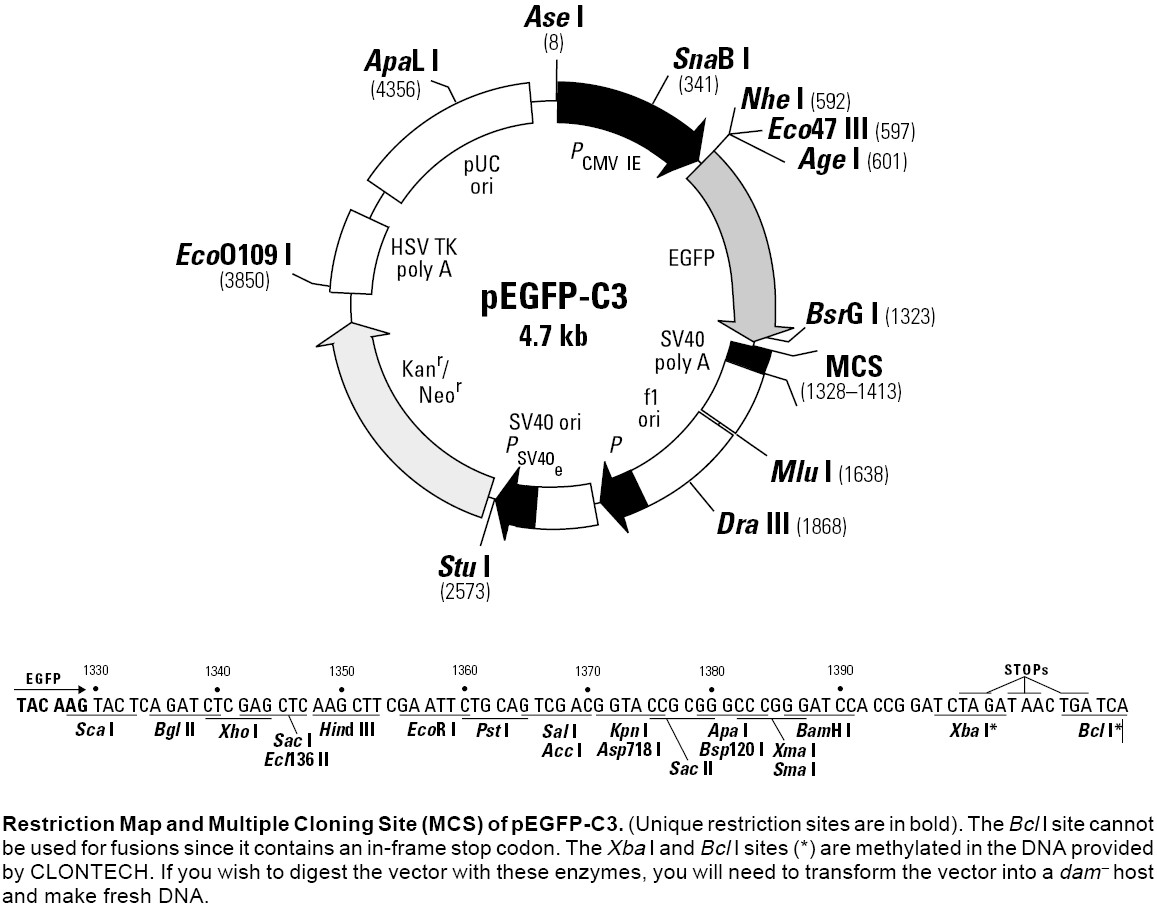 Ase I
(8)
ApaL I
(4356)
SnaB I
(341)
Nhe I (592)
Eco47 III (597)
Age I (601)
PCMV IE
pUC
ori
EcoO109 I
(3850)
HSV TK
poly A
EGFP
pEGFP-C3
4.7 kb
BsrG I (1323)
SV40
poly A
MCS
(1328–1413)
Kanr/
Neor
f1
ori
SV40 ori
PSV40e
P
Mlu I (1638)
Dra III (1868)
Stu I
(2573)
1330 1340 1350 1360 1370 1380 1390 STOPs
EGFP
TAC AAG TAC TCA GAT CTC GAG CTC AAG CTT CGA ATT CTG CAG TCG ACG GTA CCG CGG GCC CGG GAT CCA CCG GAT CTA GAT AAC TGA TCA
Sca I Bgl II Xho I Hind III EcoR I Pst I Sal I Kpn I Apa I BamH I Xba I* Bcl I*
Sac I Acc I Asp718 I Bsp120 I Xma I
Ecl136 II Sac II Sma I
Restriction Map and Multiple Cloning Site (MCS) of pEGFP-C3. (Unique restriction sites are in bold). The Bcl I site cannot
be used for fusions since it contains an in-frame stop codon. The Xba I and Bcl I sites (*) are methylated in the DNA provided
by CLONTECH. If you wish to digest the vector with these enzymes, you will need to transform the vector into a dam– host
and make fresh DNA.